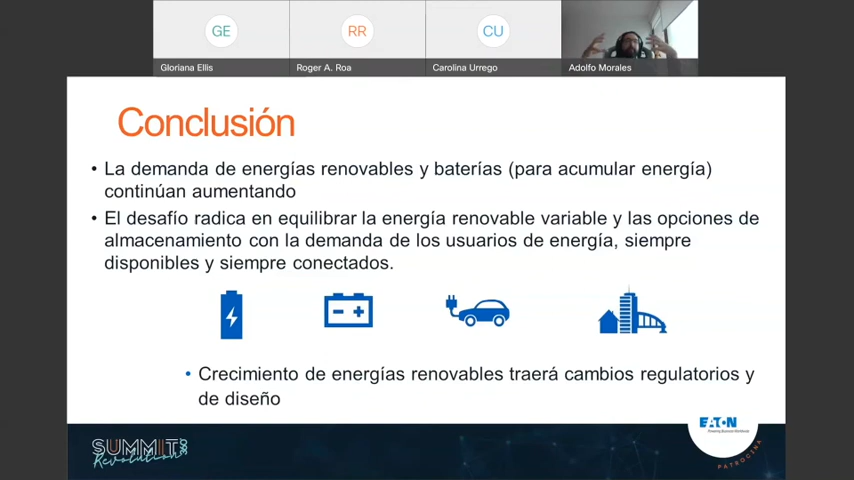 GE
RR
CU
Gloriana Ellis
Roger A. Roa
Carolina Urrego
Adolfo Morales
Conclusión
• La demanda de energías renovables y baterías (para acumular energía)
continúan aumentando
• El desafío radica en equilibrar la energía renovable variable y las opciones de
almacenamiento con la demanda de los usuarios de energía, siempre
disponibles y siempre conectados.
• Crecimiento de energías renovables traerá cambios regulatorios y
de diseño
SUMMIT
Revolution
EATON
Powering Business Worldwide
PATROCINA